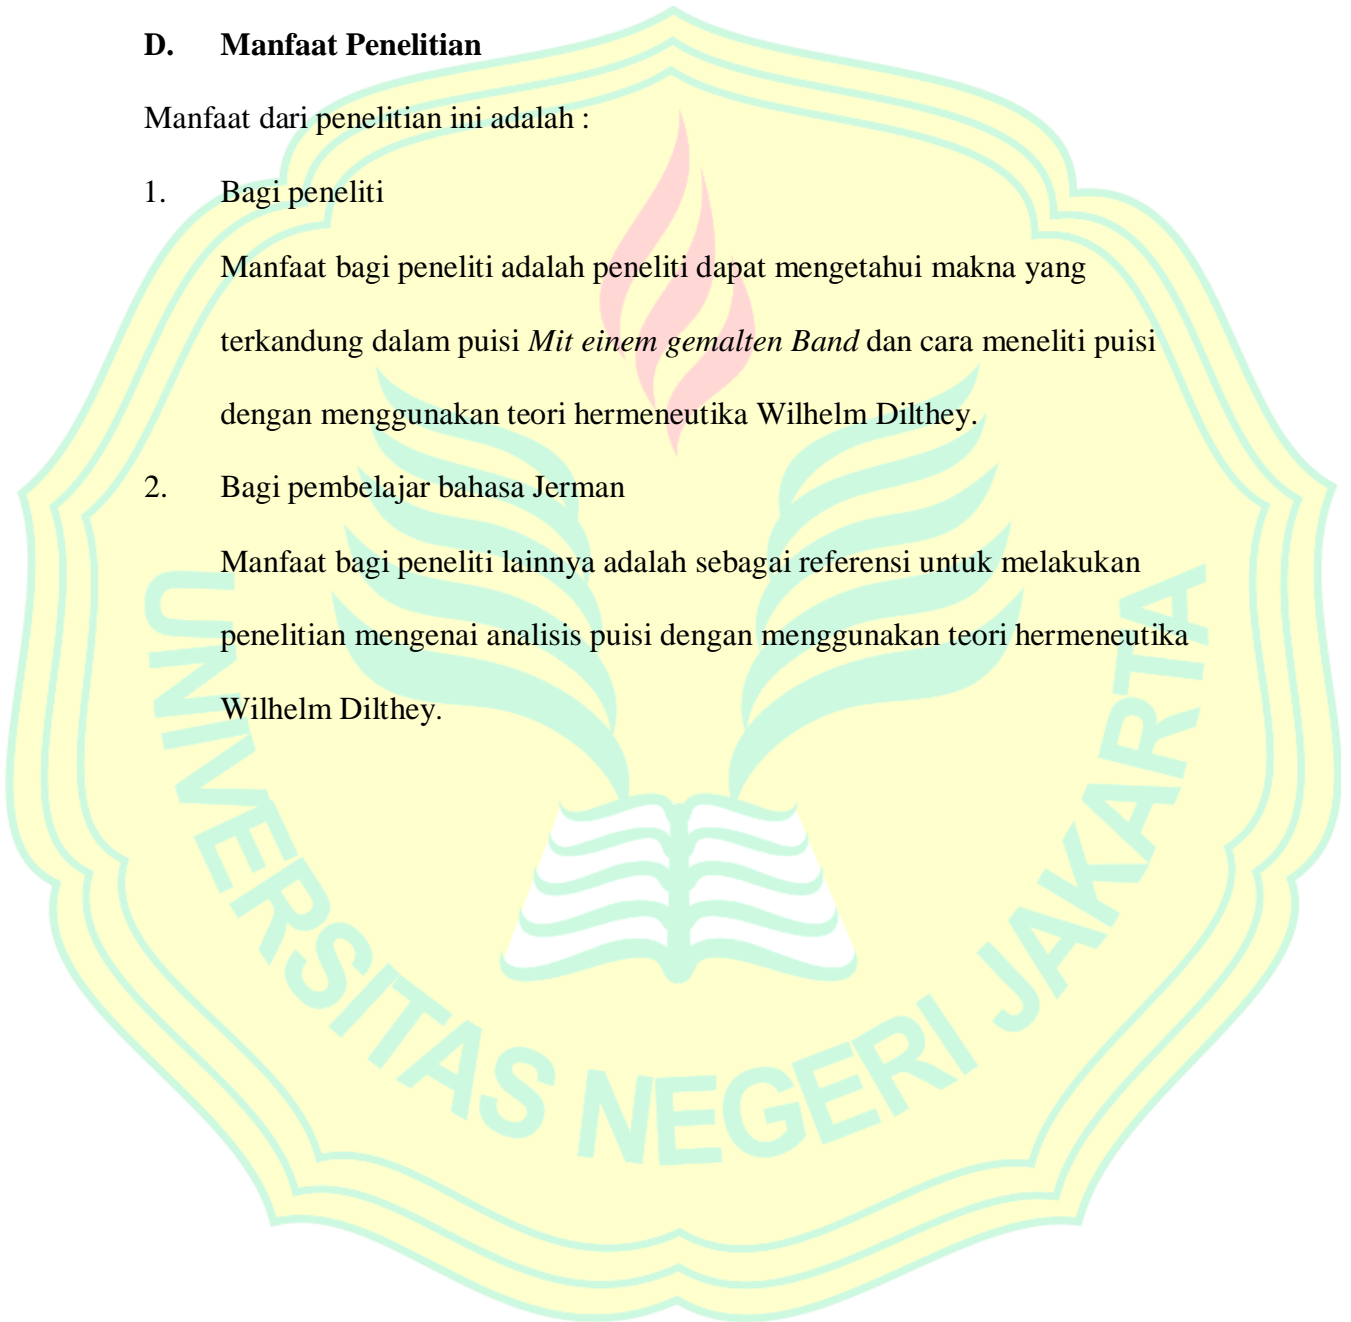 D. Manfaat Penelitian
Manfaat dari penelitian ini adalah :
1. Bagi peneliti
Manfaat bagi peneliti adalah peneliti dapat mengetahui makna yang
terkandung dalam puisi Mit einem gemalten Band dan cara meneliti puisi
dengan menggunakan teori hermeneutika Wilhelm Dilthey.
2. Bagi pembelajar bahasa Jerman
Manfaat bagi peneliti lainnya adalah sebagai referensi untuk melakukan
penelitian mengenai analisis puisi dengan menggunakan teori hermeneutika
Wilhelm Dilthey.
UNIVERSITAS NEGERI JAKARTA